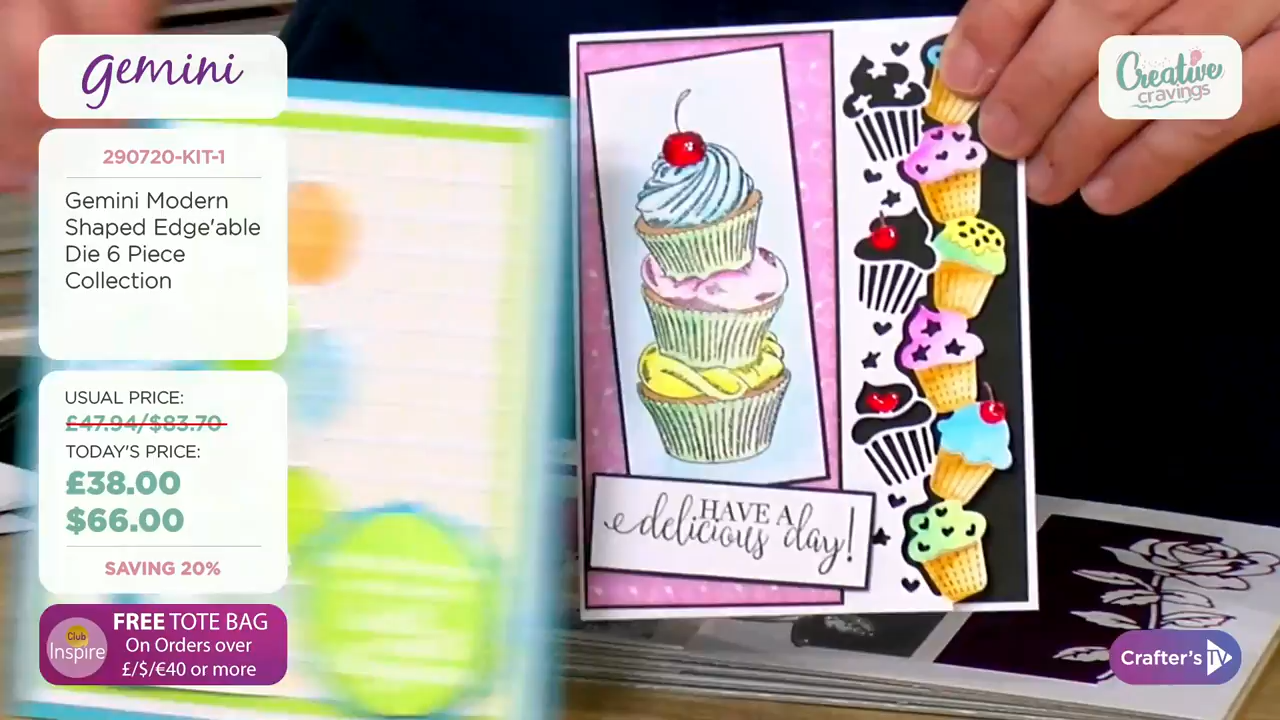 gemini
290720-KIT-1
Gemini Modern
Shaped Edge'able
Die 6 Piece
Collection
USUAL PRICE:
£47.94/$83.70
TODAY'S PRICE:
£38.00
$66.00
SAVING 20%
Club
Inspire
FREE TOTE BAG
On Orders over
£/$/€40 or more
HAVE A
delicious day!
Creative
cravings
Crafter's TV